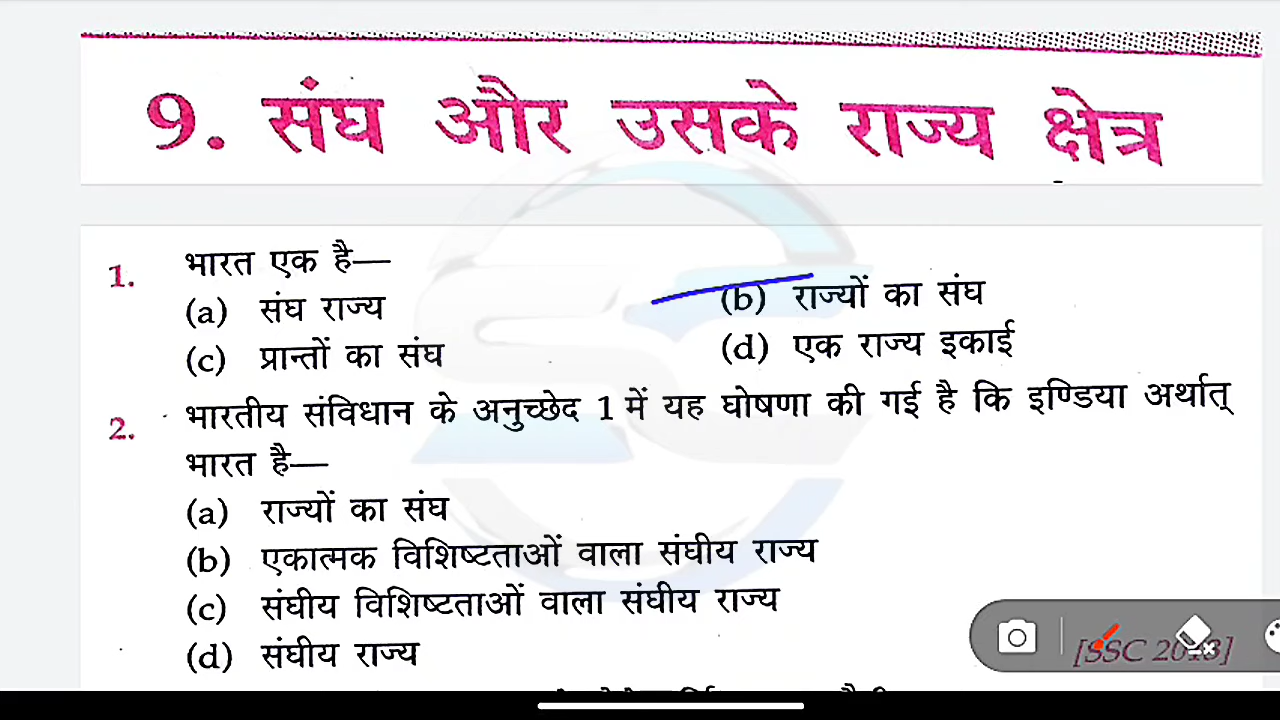 9. संघ और उसके राज्य क्षेत्र
1. भारत एक है—
(a) संघ राज्य (b) राज्यों का संघ
(c) प्रान्तों का संघ (d) एक राज्य इकाई
2. भारतीय संविधान के अनुच्छेद 1 में यह घोषणा की गई है कि इण्डिया अर्थात्
भारत है—
(a) राज्यों का संघ
(b) एकात्मक विशिष्टताओं वाला संघीय राज्य
(c) संघीय विशिष्टताओं वाला संघीय राज्य
(d) संघीय राज्य
[SSC